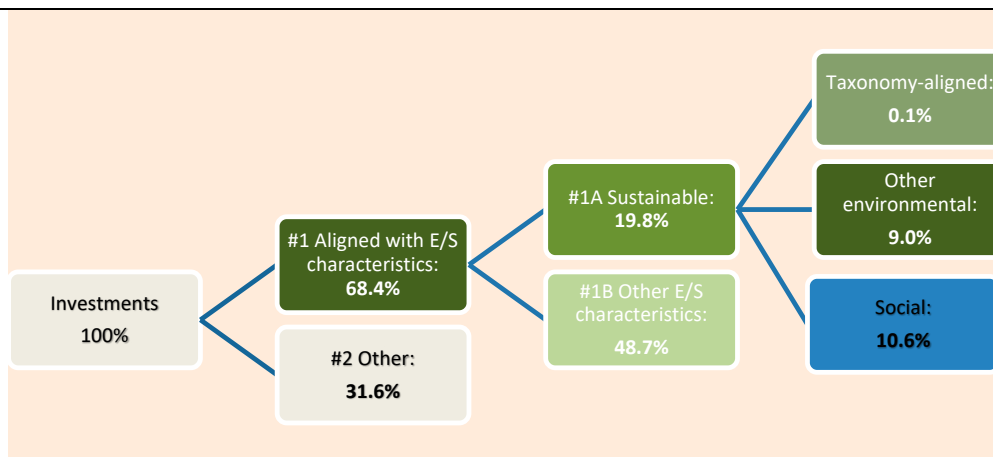 Investments
100%
#1 Aligned with E/S
characteristics:
68.4%
#2 Other:
31.6%
#1A Sustainable:
19.8%
#1B Other E/S
characteristics:
48.7%
Taxonomy-aligned:
0.1%
Other
environmental:
9.0%
Social:
10.6%